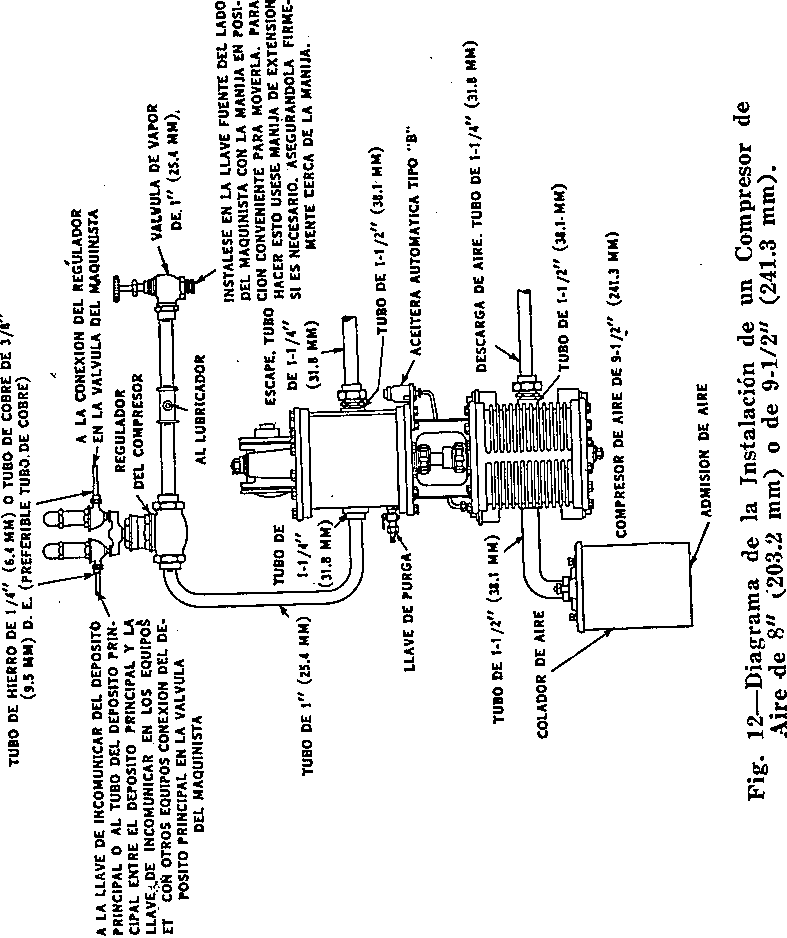 TUBO DE HIERRO DE 1/4" (6.4 MM) O TUBO DE COBRE DE 3/8"
(9.5 MM) D. E. (PREFERIBLE TUBO DE COBRE)
A LA LLAVE DE INCOMUNICAR DEL DEPOSITO
PRINCIPAL O AL TUBO DEL DEPOSITO PRIN-
CIPAL ENTRE EL DEPOSITO PRINCIPAL Y LA
LLAVE DE INCOMUNICAR EN LOS EQUIPOS
ET CON OTROS EQUIPOS CONEXION DEL DE-
POSITO PRINCIPAL EN LA VALVULA
DEL MAQUINISTA
A LA CONEXION DEL REGULADOR
EN LA VALVULA DEL MAQUINISTA
REGULADOR
DEL COMPRESOR
VALVULA DE VAPOR
DE 1" (25.4 MM).
AL LUBRICADOR
INSTALESE EN LA LLAVE FUENTE DEL LADO
DEL MAQUINISTA CON LA MANIJA EN POSI-
CION CONVENIENTE PARA MOVERLA. PARA
HACER ESTO USESE MANIJA DE EXTENSION
SI ES NECESARIO. ASEGURANDOLA FIRME-
MENTE CERCA DE LA MANIJA.
TUBO DE 1" (25.4 MM)
TUBO DE
1-1/4"
(31.8 MM)
ESCAPE, TUBO
DE 1-1/4"
(31.8 MM)
TUBO DE 1-1/2" (38.1 MM)
LLAVE DE PURGA
ACEITERA AUTOMATICA TIPO "B"
DESCARGA DE AIRE. TUBO DE 1-1/4" (31.8 MM)
TUBO DE 1-1/2" (38.1 MM)
TUBO DE 1-1/2" (38.1 MM)
COLADOR DE AIRE
COMPRESOR DE AIRE DE 9-1/2" (241.3 MM)
ADMISION DE AIRE
Fig. 12—Diagrama de la Instalación de un Compresor de
Aire de 8" (203.2 mm) o de 9-1/2" (241.3 mm).